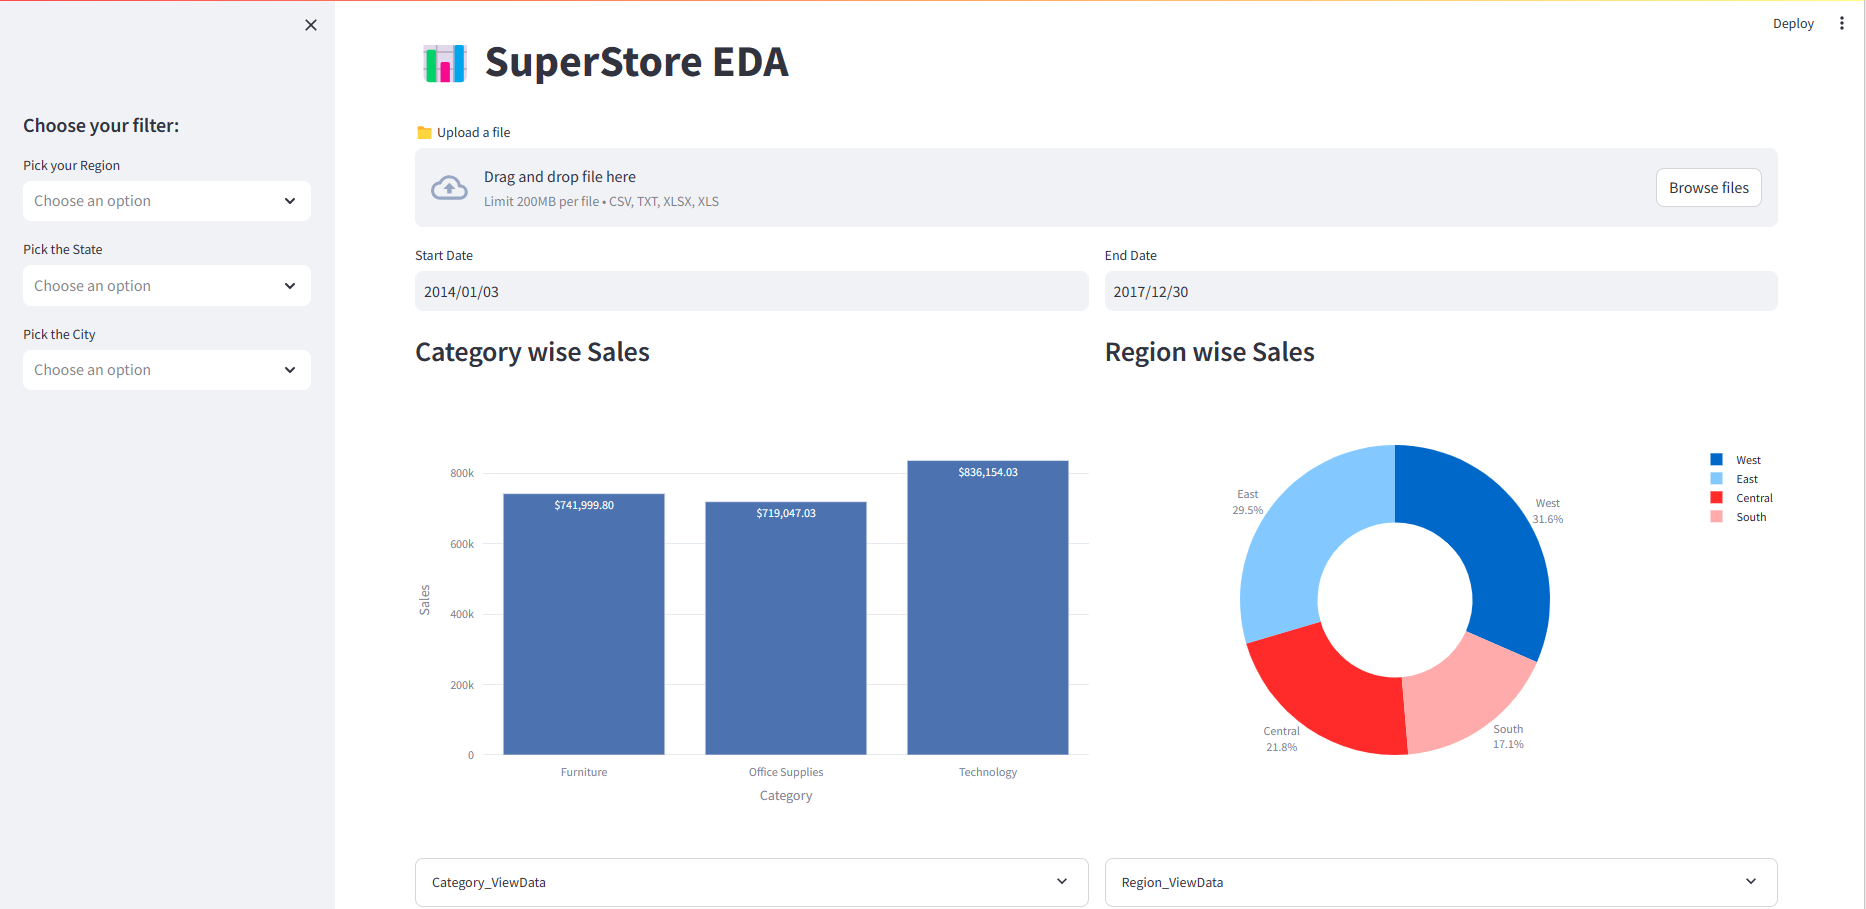 Deploy
SuperStore EDA
Choose your filter:
Pick your Region
Choose an option
Pick the State
Choose an option
Pick the City
Choose an option
Upload a file
Drag and drop file here
Limit 200MB per file • CSV, TXT, XLSX, XLS
Browse files
Start Date
2014/01/03
End Date
2017/12/30
Category wise Sales
800k
600k
400k
200k
0
Sales
$741,999.80
$719,047.03
$836,154.03
Furniture
Office Supplies
Technology
Category
Region wise Sales
East
29.5%
West
31.6%
Central
21.8%
South
17.1%
West
East
Central
South
Category_ViewData
Region_ViewData